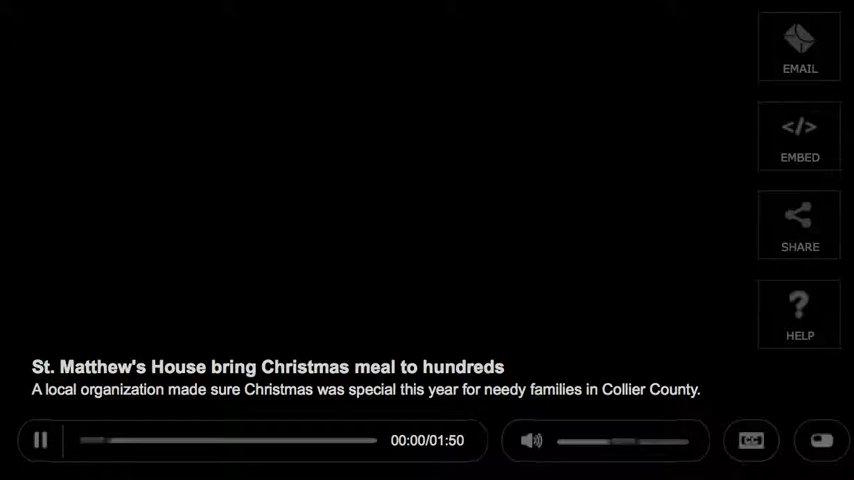 EMAIL
EMBED
SHARE
HELP
St. Matthew's House bring Christmas meal to hundreds
A local organization made sure Christmas was special this year for needy families in Collier County.
00:00/01:50
CC